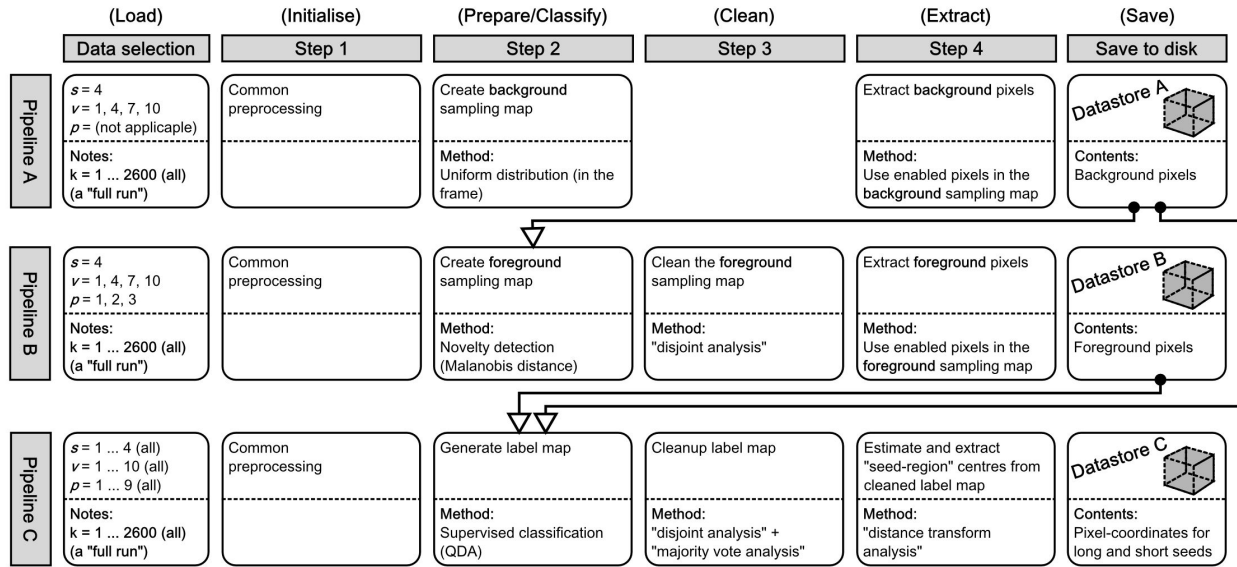 (Load)
(Initialise)
(Prepare/Classify)
(Clean)
(Extract)
(Save)
Data selection
Step 1
Step 2
Step 3
Step 4
Save to disk
Pipeline A
s = 4
v = 1, 4, 7, 10
p = (not applicaple)
Notes:
k = 1 ... 2600 (all)
(a "full run")
Common
preprocessing
Create background
sampling map
Method:
Uniform distribution (in the
frame)
Extract background pixels
Method:
Use enabled pixels in the
background sampling map
Datastore A
Contents:
Background pixels
Pipeline B
s = 4
v = 1, 4, 7, 10
p = 1, 2, 3
Notes:
k = 1 ... 2600 (all)
(a "full run")
Common
preprocessing
Create foreground
sampling map
Method:
Novelty detection
(Malanobis distance)
Clean the foreground
sampling map
Method:
"disjoint analysis"
Extract foreground pixels
Method:
Use enabled pixels in the
foreground sampling map
Datastore B
Contents:
Foreground pixels
Pipeline C
s = 1 ... 4 (all)
v = 1 ... 10 (all)
p = 1 ... 9 (all)
Notes:
k = 1 ... 2600 (all)
(a "full run")
Common
preprocessing
Generate label map
Method:
Supervised classification
(QDA)
Cleanup label map
Method:
"disjoint analysis" +
"majority vote analysis"
Estimate and extract
"seed-region" centres from
cleaned label map
Method:
"distance transform
analysis"
Datastore C
Contents:
Pixel-coordinates for
long and short seeds